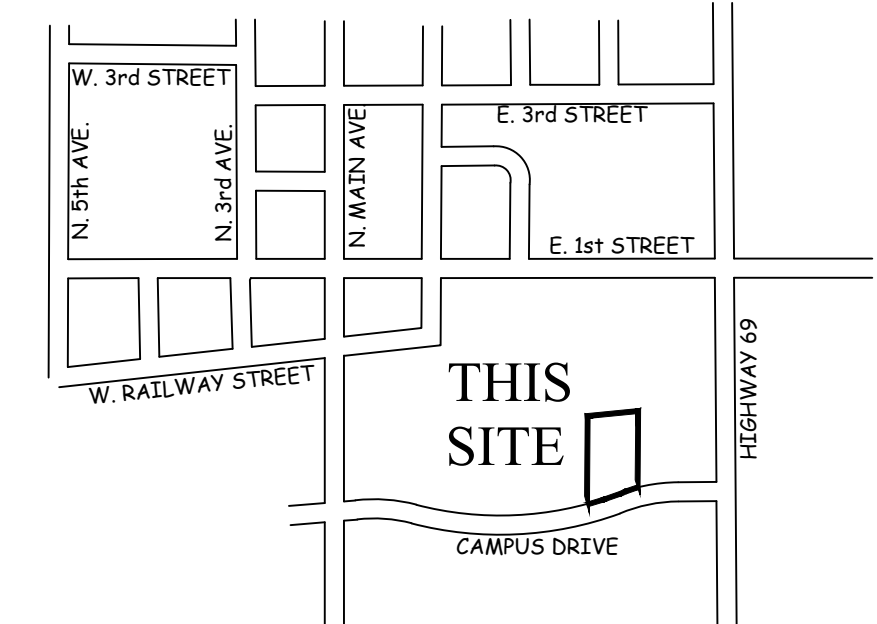 W. 3rd STREET
E. 3rd STREET
N. 5th AVE.
N. 3rd AVE.
N. MAIN AVE.
E. 1st STREET
HIGHWAY 69
W. RAILWAY STREET
THIS
SITE
CAMPUS DRIVE